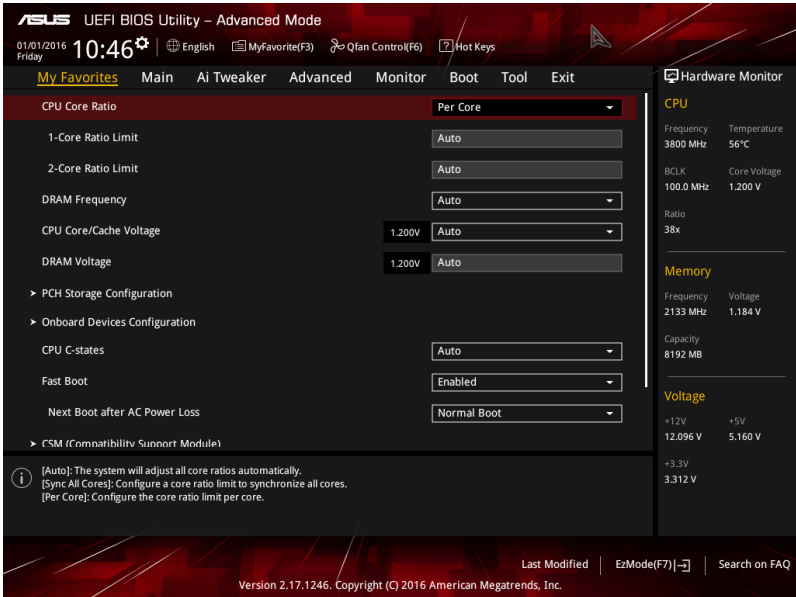 ASUS UEFI BIOS Utility – Advanced Mode
01/01/2016 Friday 10:46 English MyFavorite(F3) Qfan Control(F6) ? Hot Keys
My Favorites Main Ai Tweaker Advanced Monitor Boot Tool Exit
CPU Core Ratio Per Core
1-Core Ratio Limit Auto
2-Core Ratio Limit Auto
DRAM Frequency Auto
CPU Core/Cache Voltage 1.200V Auto
DRAM Voltage 1.200V Auto
> PCH Storage Configuration
> Onboard Devices Configuration
CPU C-states Auto
Fast Boot Enabled
Next Boot after AC Power Loss Normal Boot
> CSM (Compatibility Support Module)
[Auto]: The system will adjust all core ratios automatically.
[Sync All Cores]: Configure a core ratio limit to synchronize all cores.
[Per Core]: Configure the core ratio limit per core.
Hardware Monitor
CPU
Frequency Temperature
3800 MHz 56°C
BCLK Core Voltage
100.0 MHz 1.200 V
Ratio
38x
Memory
Frequency Voltage
2133 MHz 1.184 V
Capacity
8192 MB
Voltage
+12V +5V
12.096 V 5.160 V
+3.3V
3.312 V
Last Modified EzMode(F7) Search on FAQ
Version 2.17.1246. Copyright (C) 2016 American Megatrends, Inc.